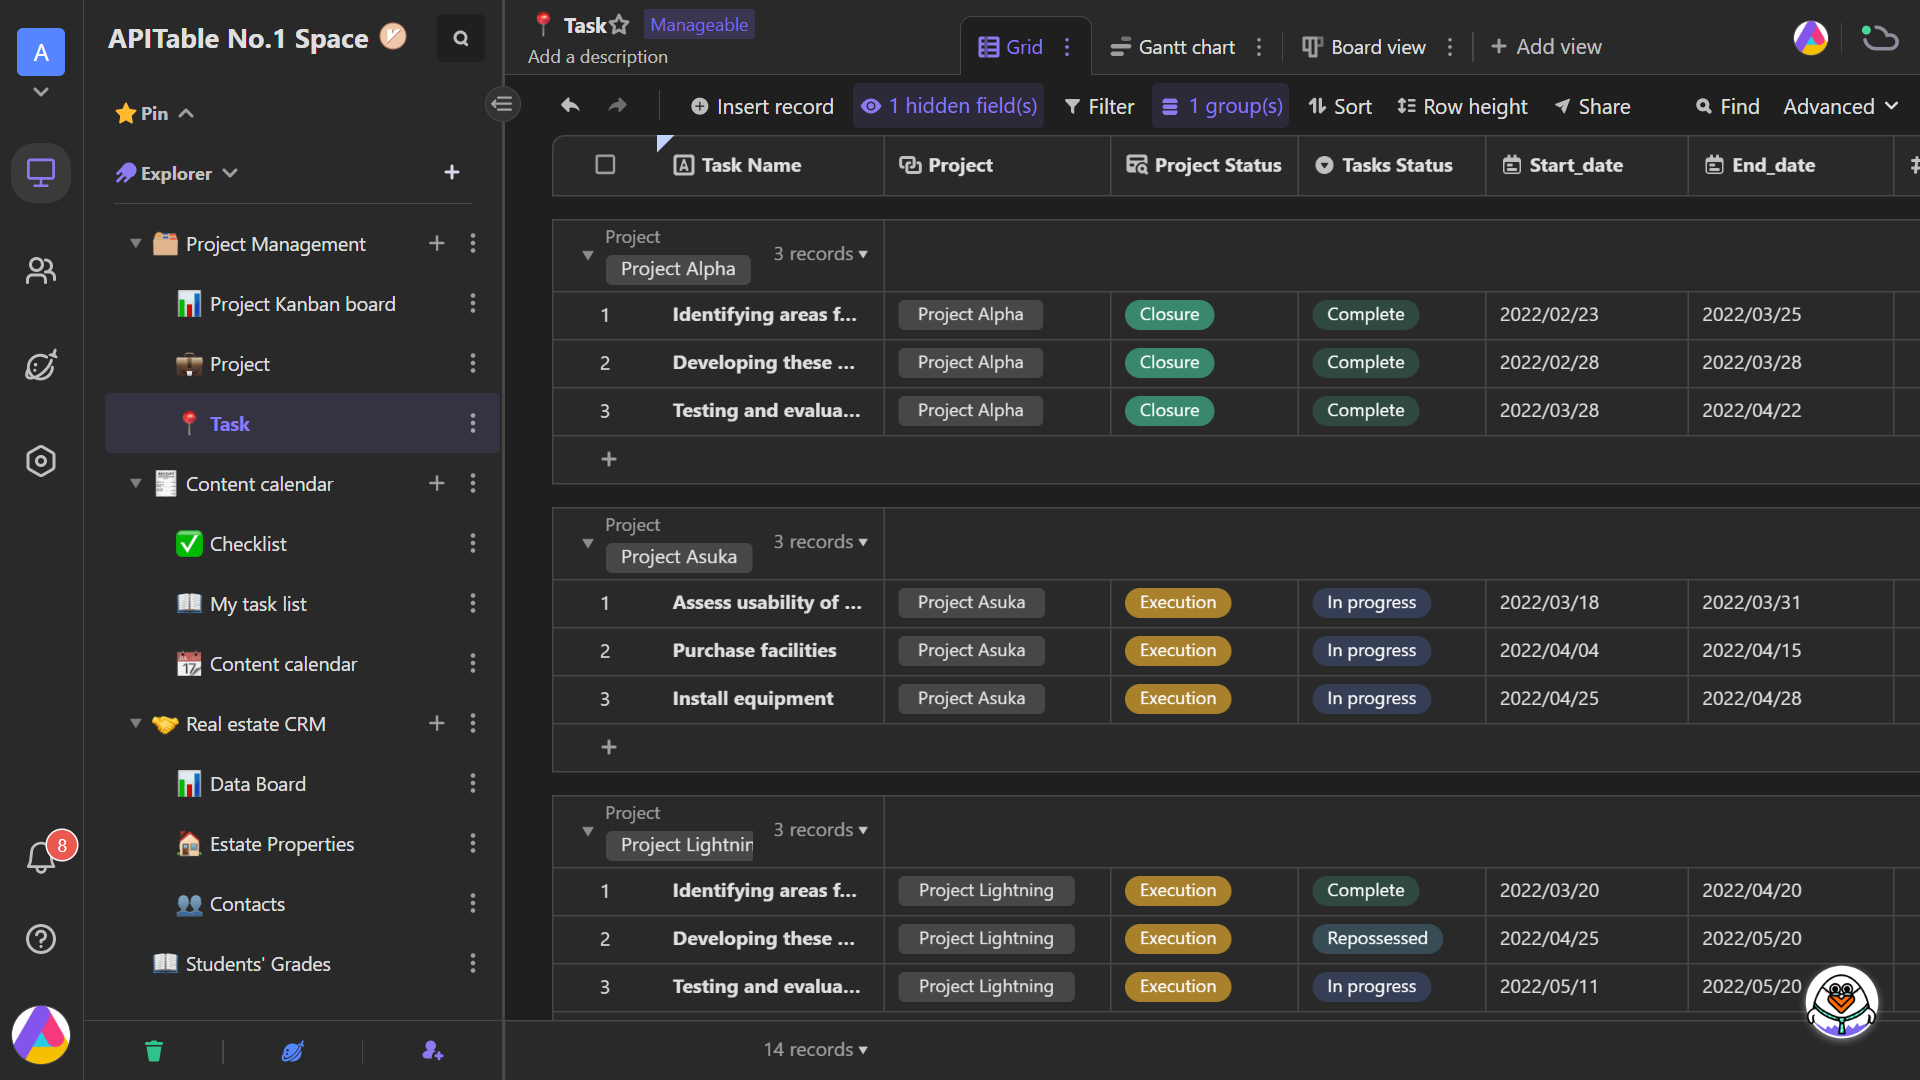 A
APITable No.1 Space
Pin
Explorer
Project Management
Project Kanban board
Project
Task
Content calendar
Checklist
My task list
Content calendar
Real estate CRM
Data Board
Estate Properties
Contacts
Students' Grades
8
Task Manageable
Add a description
Grid Gantt chart Board view Add view
Insert record 1 hidden field(s) Filter 1 group(s) Sort Row height Share Find Advanced
Task Name Project Project Status Tasks Status Start_date End_date
Project
Project Alpha 3 records
1 Identifying areas f... Project Alpha Closure Complete 2022/02/23 2022/03/25
2 Developing these ... Project Alpha Closure Complete 2022/02/28 2022/03/28
3 Testing and evalua... Project Alpha Closure Complete 2022/03/28 2022/04/22
Project
Project Asuka 3 records
1 Assess usability of ... Project Asuka Execution In progress 2022/03/18 2022/03/31
2 Purchase facilities Project Asuka Execution In progress 2022/04/04 2022/04/15
3 Install equipment Project Asuka Execution In progress 2022/04/25 2022/04/28
Project
Project Lightnin 3 records
1 Identifying areas f... Project Lightning Execution Complete 2022/03/20 2022/04/20
2 Developing these ... Project Lightning Execution Repossessed 2022/04/25 2022/05/20
3 Testing and evalua... Project Lightning Execution In progress 2022/05/11 2022/05/20
14 records